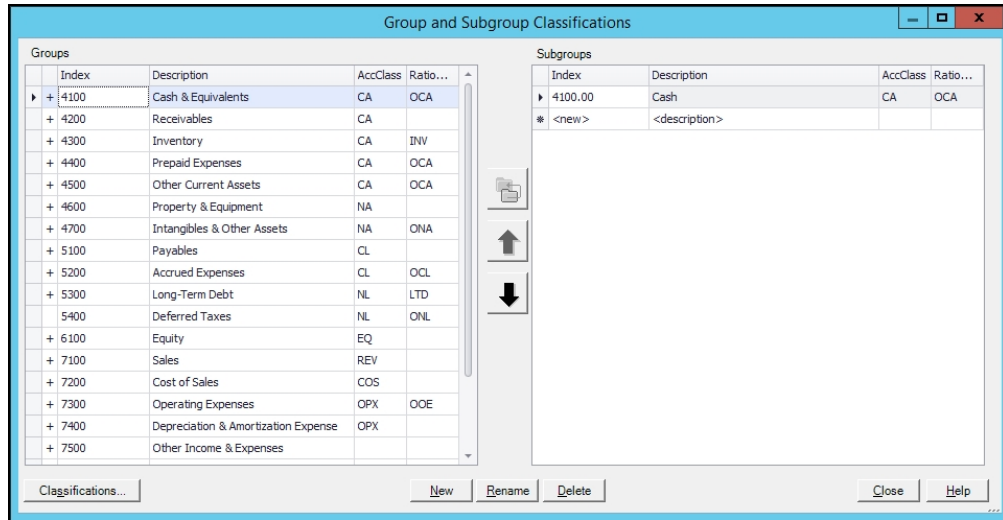 Group and Subgroup Classifications
Groups
Index Description AccClass Ratio...
+ 4100 Cash & Equivalents CA OCA
+ 4200 Receivables CA
+ 4300 Inventory CA INV
+ 4400 Prepaid Expenses CA OCA
+ 4500 Other Current Assets CA OCA
+ 4600 Property & Equipment NA
+ 4700 Intangibles & Other Assets NA ONA
+ 5100 Payables CL
+ 5200 Accrued Expenses CL OCL
+ 5300 Long-Term Debt NL LTD
5400 Deferred Taxes NL ONL
+ 6100 Equity EQ
+ 7100 Sales REV
+ 7200 Cost of Sales COS
+ 7300 Operating Expenses OPX OOE
+ 7400 Depreciation & Amortization Expense OPX
+ 7500 Other Income & Expenses
Subgroups
Index Description AccClass Ratio...
4100.00 Cash CA OCA
<new> <description>
Classifications... New Rename Delete Close Help